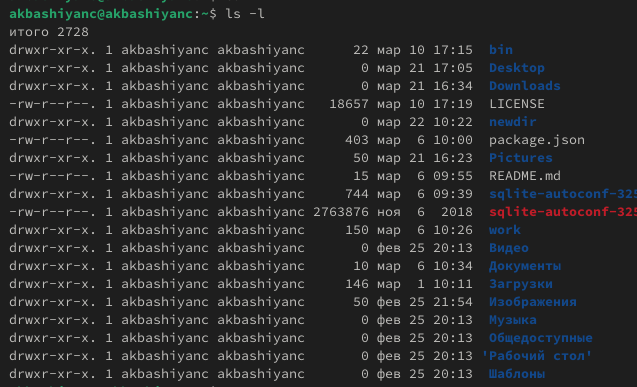 akbashiyanc@akbashiyanc:~$ ls -l
итого 2728
drwxr-xr-x. 1 akbashiyanc akbashiyanc      22 мар 10 17:15  bin
drwxr-xr-x. 1 akbashiyanc akbashiyanc       0 мар 21 17:05  Desktop
drwxr-xr-x. 1 akbashiyanc akbashiyanc       0 мар 21 16:34  Downloads
-rw-r--r--. 1 akbashiyanc akbashiyanc   18657 мар 10 17:19  LICENSE
drwxr-xr-x. 1 akbashiyanc akbashiyanc       0 мар 22 10:22  newdir
-rw-r--r--. 1 akbashiyanc akbashiyanc     403 мар  6 10:00  package.json
drwxr-xr-x. 1 akbashiyanc akbashiyanc      50 мар 21 16:23  Pictures
-rw-r--r--. 1 akbashiyanc akbashiyanc      15 мар  6 09:55  README.md
drwxr-xr-x. 1 akbashiyanc akbashiyanc     744 мар  6 09:39  sqlite-autoconf-325
-rw-r--r--. 1 akbashiyanc akbashiyanc 2763876 ноя  6  2018  sqlite-autoconf-325
drwxr-xr-x. 1 akbashiyanc akbashiyanc     150 мар  6 10:26  work
drwxr-xr-x. 1 akbashiyanc akbashiyanc       0 фев 25 20:13  Видео
drwxr-xr-x. 1 akbashiyanc akbashiyanc      10 мар  6 10:34  Документы
drwxr-xr-x. 1 akbashiyanc akbashiyanc     146 мар  1 10:11  Загрузки
drwxr-xr-x. 1 akbashiyanc akbashiyanc      50 фев 25 21:54  Изображения
drwxr-xr-x. 1 akbashiyanc akbashiyanc       0 фев 25 20:13  Музыка
drwxr-xr-x. 1 akbashiyanc akbashiyanc       0 фев 25 20:13  Общедоступные
drwxr-xr-x. 1 akbashiyanc akbashiyanc       0 фев 25 20:13 'Рабочий стол'
drwxr-xr-x. 1 akbashiyanc akbashiyanc       0 фев 25 20:13  Шаблоны